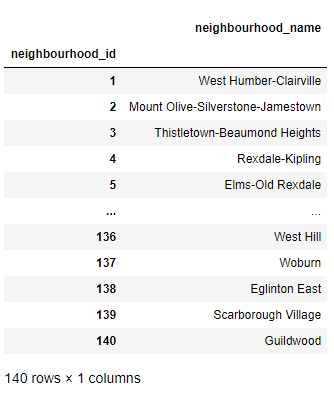 neighbourhood_name
neighbourhood_id
1 West Humber-Clairville
2 Mount Olive-Silverstone-Jamestown
3 Thistletown-Beaumond Heights
4 Rexdale-Kipling
5 Elms-Old Rexdale
... ...
136 West Hill
137 Woburn
138 Eglinton East
139 Scarborough Village
140 Guildwood
140 rows × 1 columns